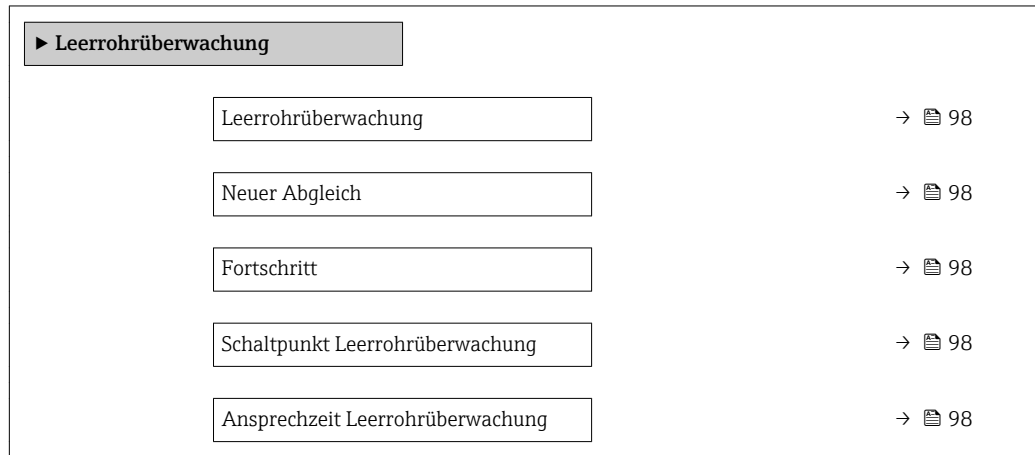 ▶ Leerrohrüberwachung
Leerrohrüberwachung → 98
Neuer Abgleich → 98
Fortschritt → 98
Schaltpunkt Leerrohrüberwachung → 98
Ansprechzeit Leerrohrüberwachung → 98